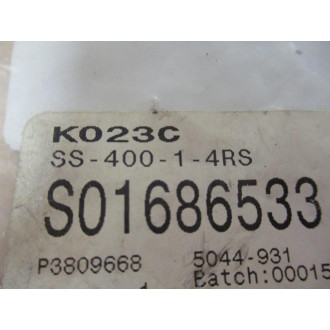 K023C
SS-400-1-4RS
S01686533
P3809668 5044-931
Batch:00015